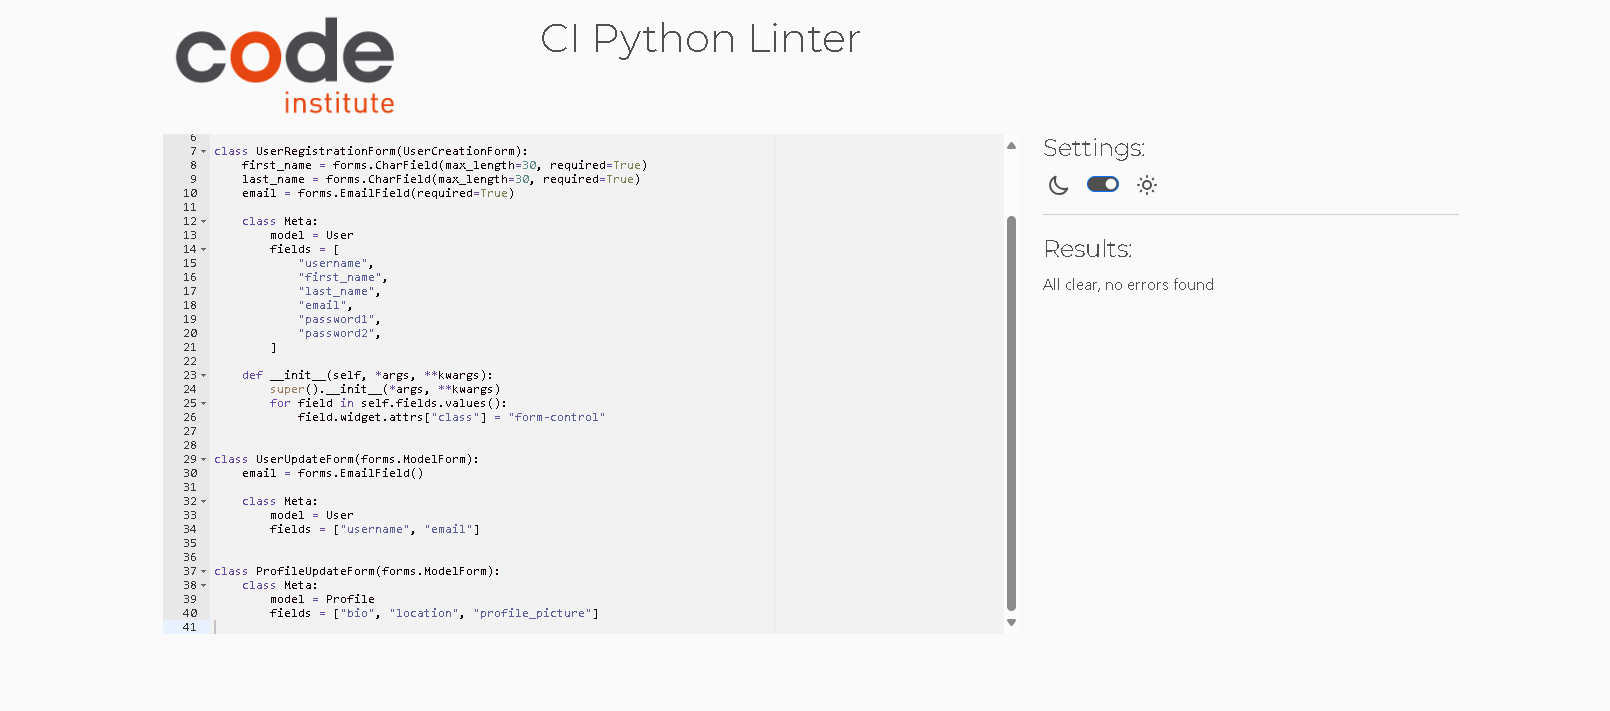 code
institute
CI Python Linter
6
7 class UserRegistrationForm(UserCreationForm):
8     first_name = forms.CharField(max_length=30, required=True)
9     last_name = forms.CharField(max_length=30, required=True)
10     email = forms.EmailField(required=True)
11
12     class Meta:
13         model = User
14         fields = [
15             "username",
16             "first_name",
17             "last_name",
18             "email",
19             "password1",
20             "password2",
21         ]
22
23     def __init__(self, *args, **kwargs):
24         super().__init__(*args, **kwargs)
25         for field in self.fields.values():
26             field.widget.attrs["class"] = "form-control"
27
28
29 class UserUpdateForm(forms.ModelForm):
30     email = forms.EmailField()
31
32     class Meta:
33         model = User
34         fields = ["username", "email"]
35
36
37 class ProfileUpdateForm(forms.ModelForm):
38     class Meta:
39         model = Profile
40         fields = ["bio", "location", "profile_picture"]
41
Settings:
Results:
All clear, no errors found